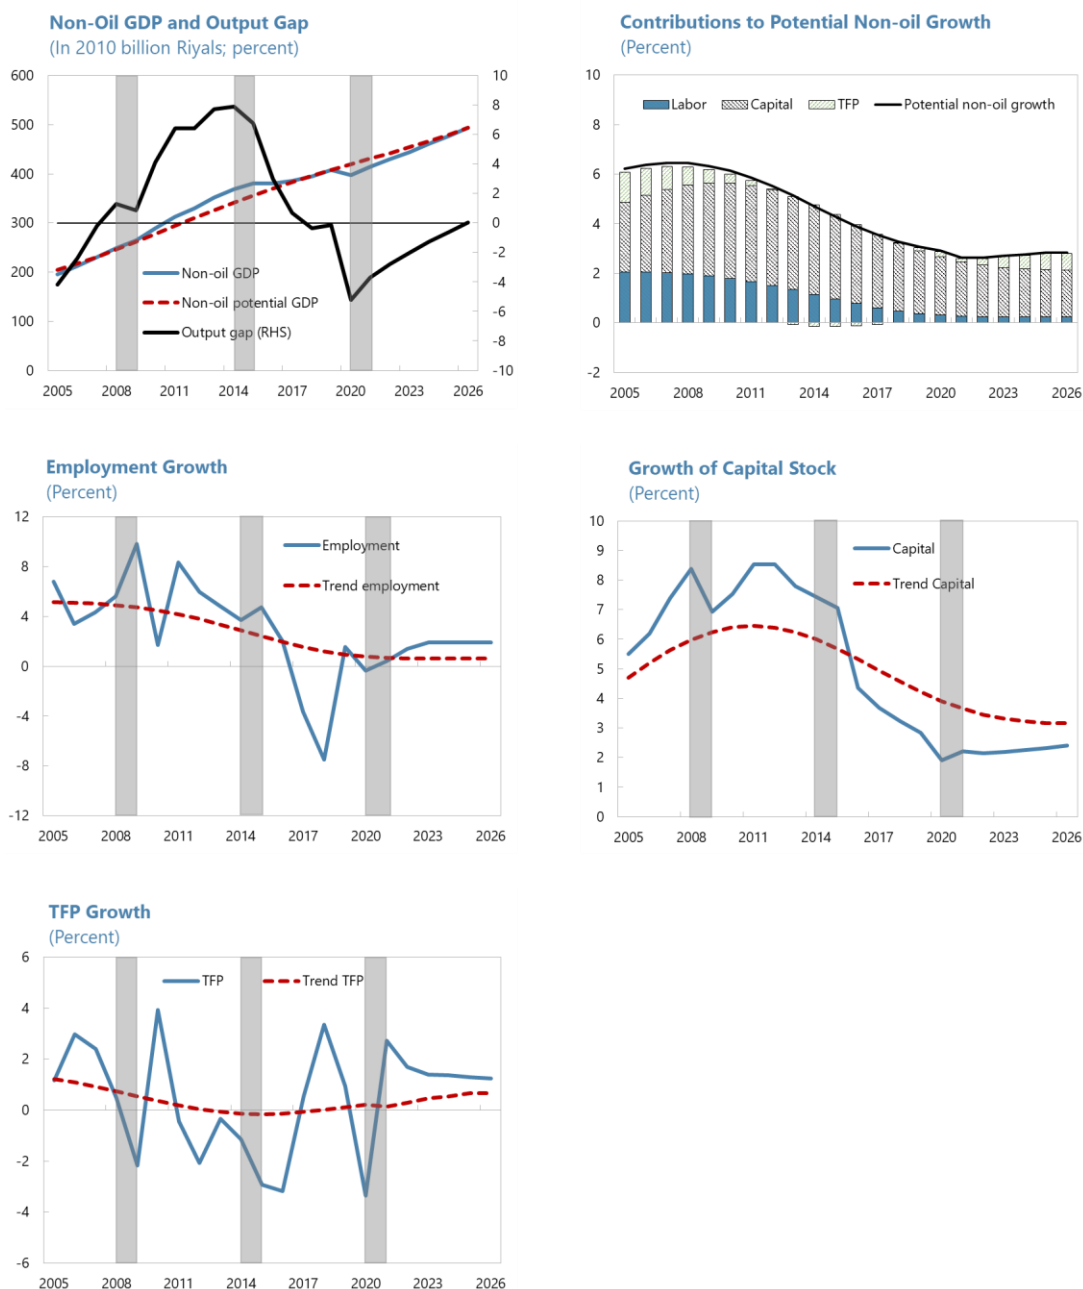 Non-Oil GDP and Output Gap
(In 2010 billion Riyals; percent)
600
500
400
300
200
100
0
10
8
6
4
2
0
-2
-4
-6
-8
-10
Non-oil GDP
Non-oil potential GDP
Output gap (RHS)
2005 2008 2011 2014 2017 2020 2023 2026
Contributions to Potential Non-oil Growth
(Percent)
10
8
6
4
2
0
-2
Labor Capital TFP Potential non-oil growth
2005 2008 2011 2014 2017 2020 2023 2026
Employment Growth
(Percent)
12
8
4
0
-4
-8
-12
Employment
Trend employment
2005 2008 2011 2014 2017 2020 2023 2026
Growth of Capital Stock
(Percent)
10
9
8
7
6
5
4
3
2
1
0
Capital
Trend Capital
2005 2008 2011 2014 2017 2020 2023 2026
TFP Growth
(Percent)
6
4
2
0
-2
-4
-6
TFP Trend TFP
2005 2008 2011 2014 2017 2020 2023 2026